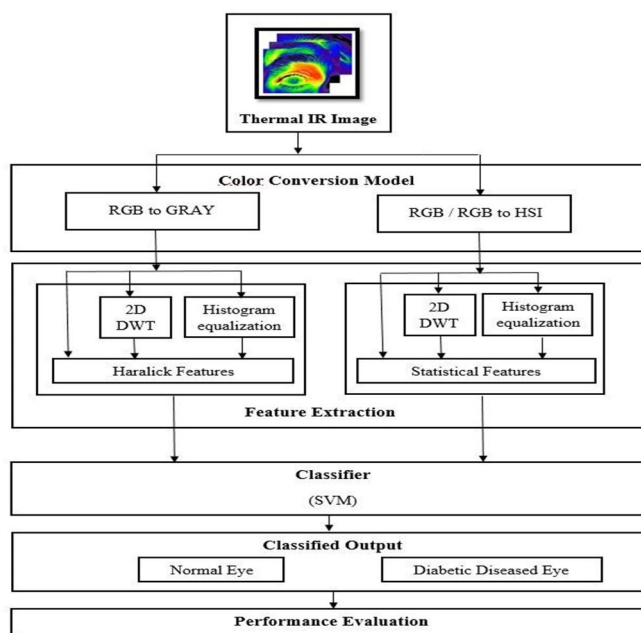 Thermal IR Image
Color Conversion Model
RGB to GRAY
RGB / RGB to HSI
2D
DWT
Histogram
equalization
Haralick Features
2D
DWT
Histogram
equalization
Statistical Features
Feature Extraction
Classifier
(SVM)
Classified Output
Normal Eye
Diabetic Diseased Eye
Performance Evaluation